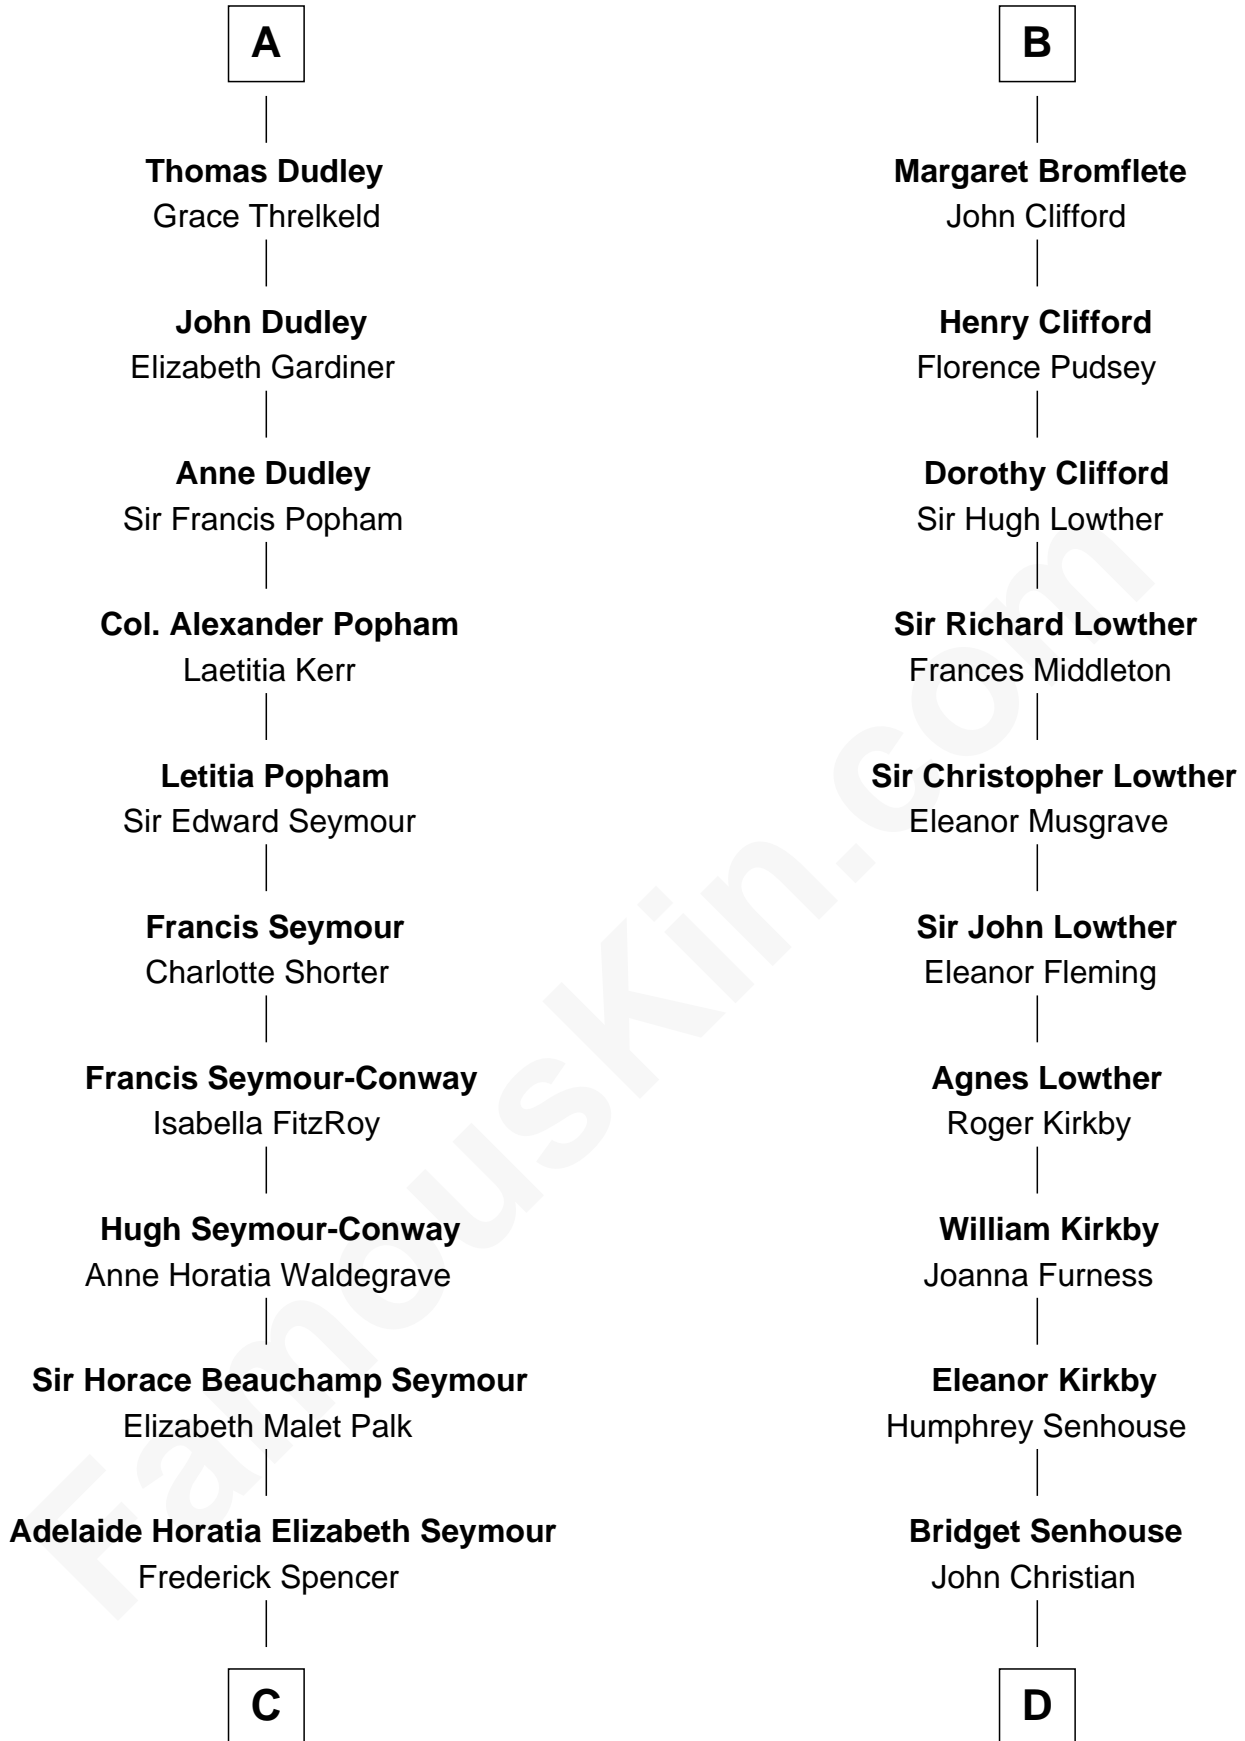 A
Thomas Dudley
Grace Threlkeld
John Dudley
Elizabeth Gardiner
Anne Dudley
Sir Francis Popham
Col. Alexander Popham
Laetitia Kerr
Letitia Popham
Sir Edward Seymour
Francis Seymour
Charlotte Shorter
Francis Seymour-Conway
Isabella FitzRoy
Hugh Seymour-Conway
Anne Horatia Waldegrave
Sir Horace Beauchamp Seymour
Elizabeth Malet Palk
Adelaide Horatia Elizabeth Seymour
Frederick Spencer
C
B
Margaret Bromflete
John Clifford
Henry Clifford
Florence Pudsey
Dorothy Clifford
Sir Hugh Lowther
Sir Richard Lowther
Frances Middleton
Sir Christopher Lowther
Eleanor Musgrave
Sir John Lowther
Eleanor Fleming
Agnes Lowther
Roger Kirkby
William Kirkby
Joanna Furness
Eleanor Kirkby
Humphrey Senhouse
Bridget Senhouse
John Christian
D
FamousKin.com